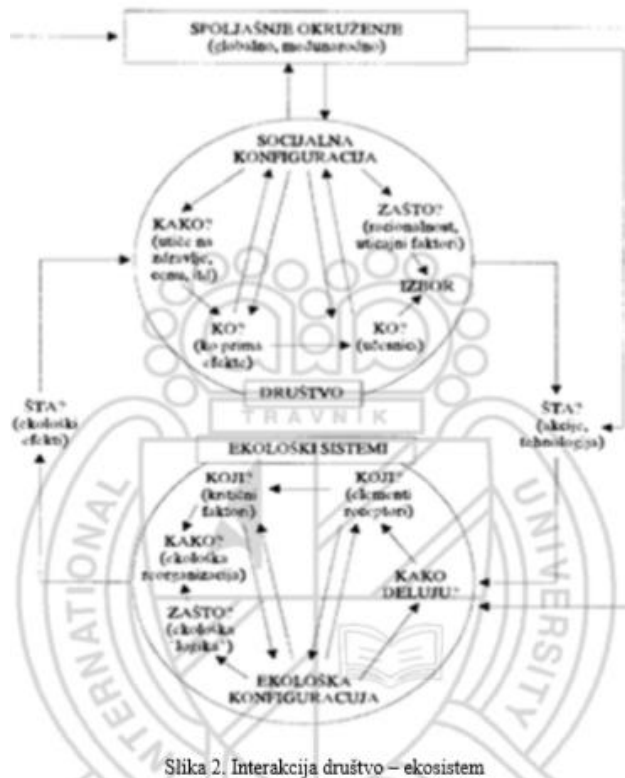 SPOLJAŠNJE OKRUŽENJE
(globalno, međunarodno)
SOCIJALNA
KONFIGURACIJA
KAKO?
(utiče na
zdravlje,
cenu, itd)
ZAŠTO?
(racionalnost,
uticajni faktori)
IZBOR
KO?
(ko prima
efekte)
KO?
(učesnici)
DRUŠTVO
ŠTA?
(ekološki
efekti)
ŠTA?
(akcije,
tehnologija)
TRAVNIK
EKOLOŠKI SISTEMI
KOJI?
(kritični
faktori)
KOJI?
(elementi
receptori)
KAKO?
(ekološka
reorganizacija)
KAKO
DELUJU?
ZAŠTO?
(ekološka
"logika")
EKOLOŠKA
KONFIGURACIJA
INTERNATIONAL
UNIVERSITY
Slika 2. Interakcija društvo – ekosistem